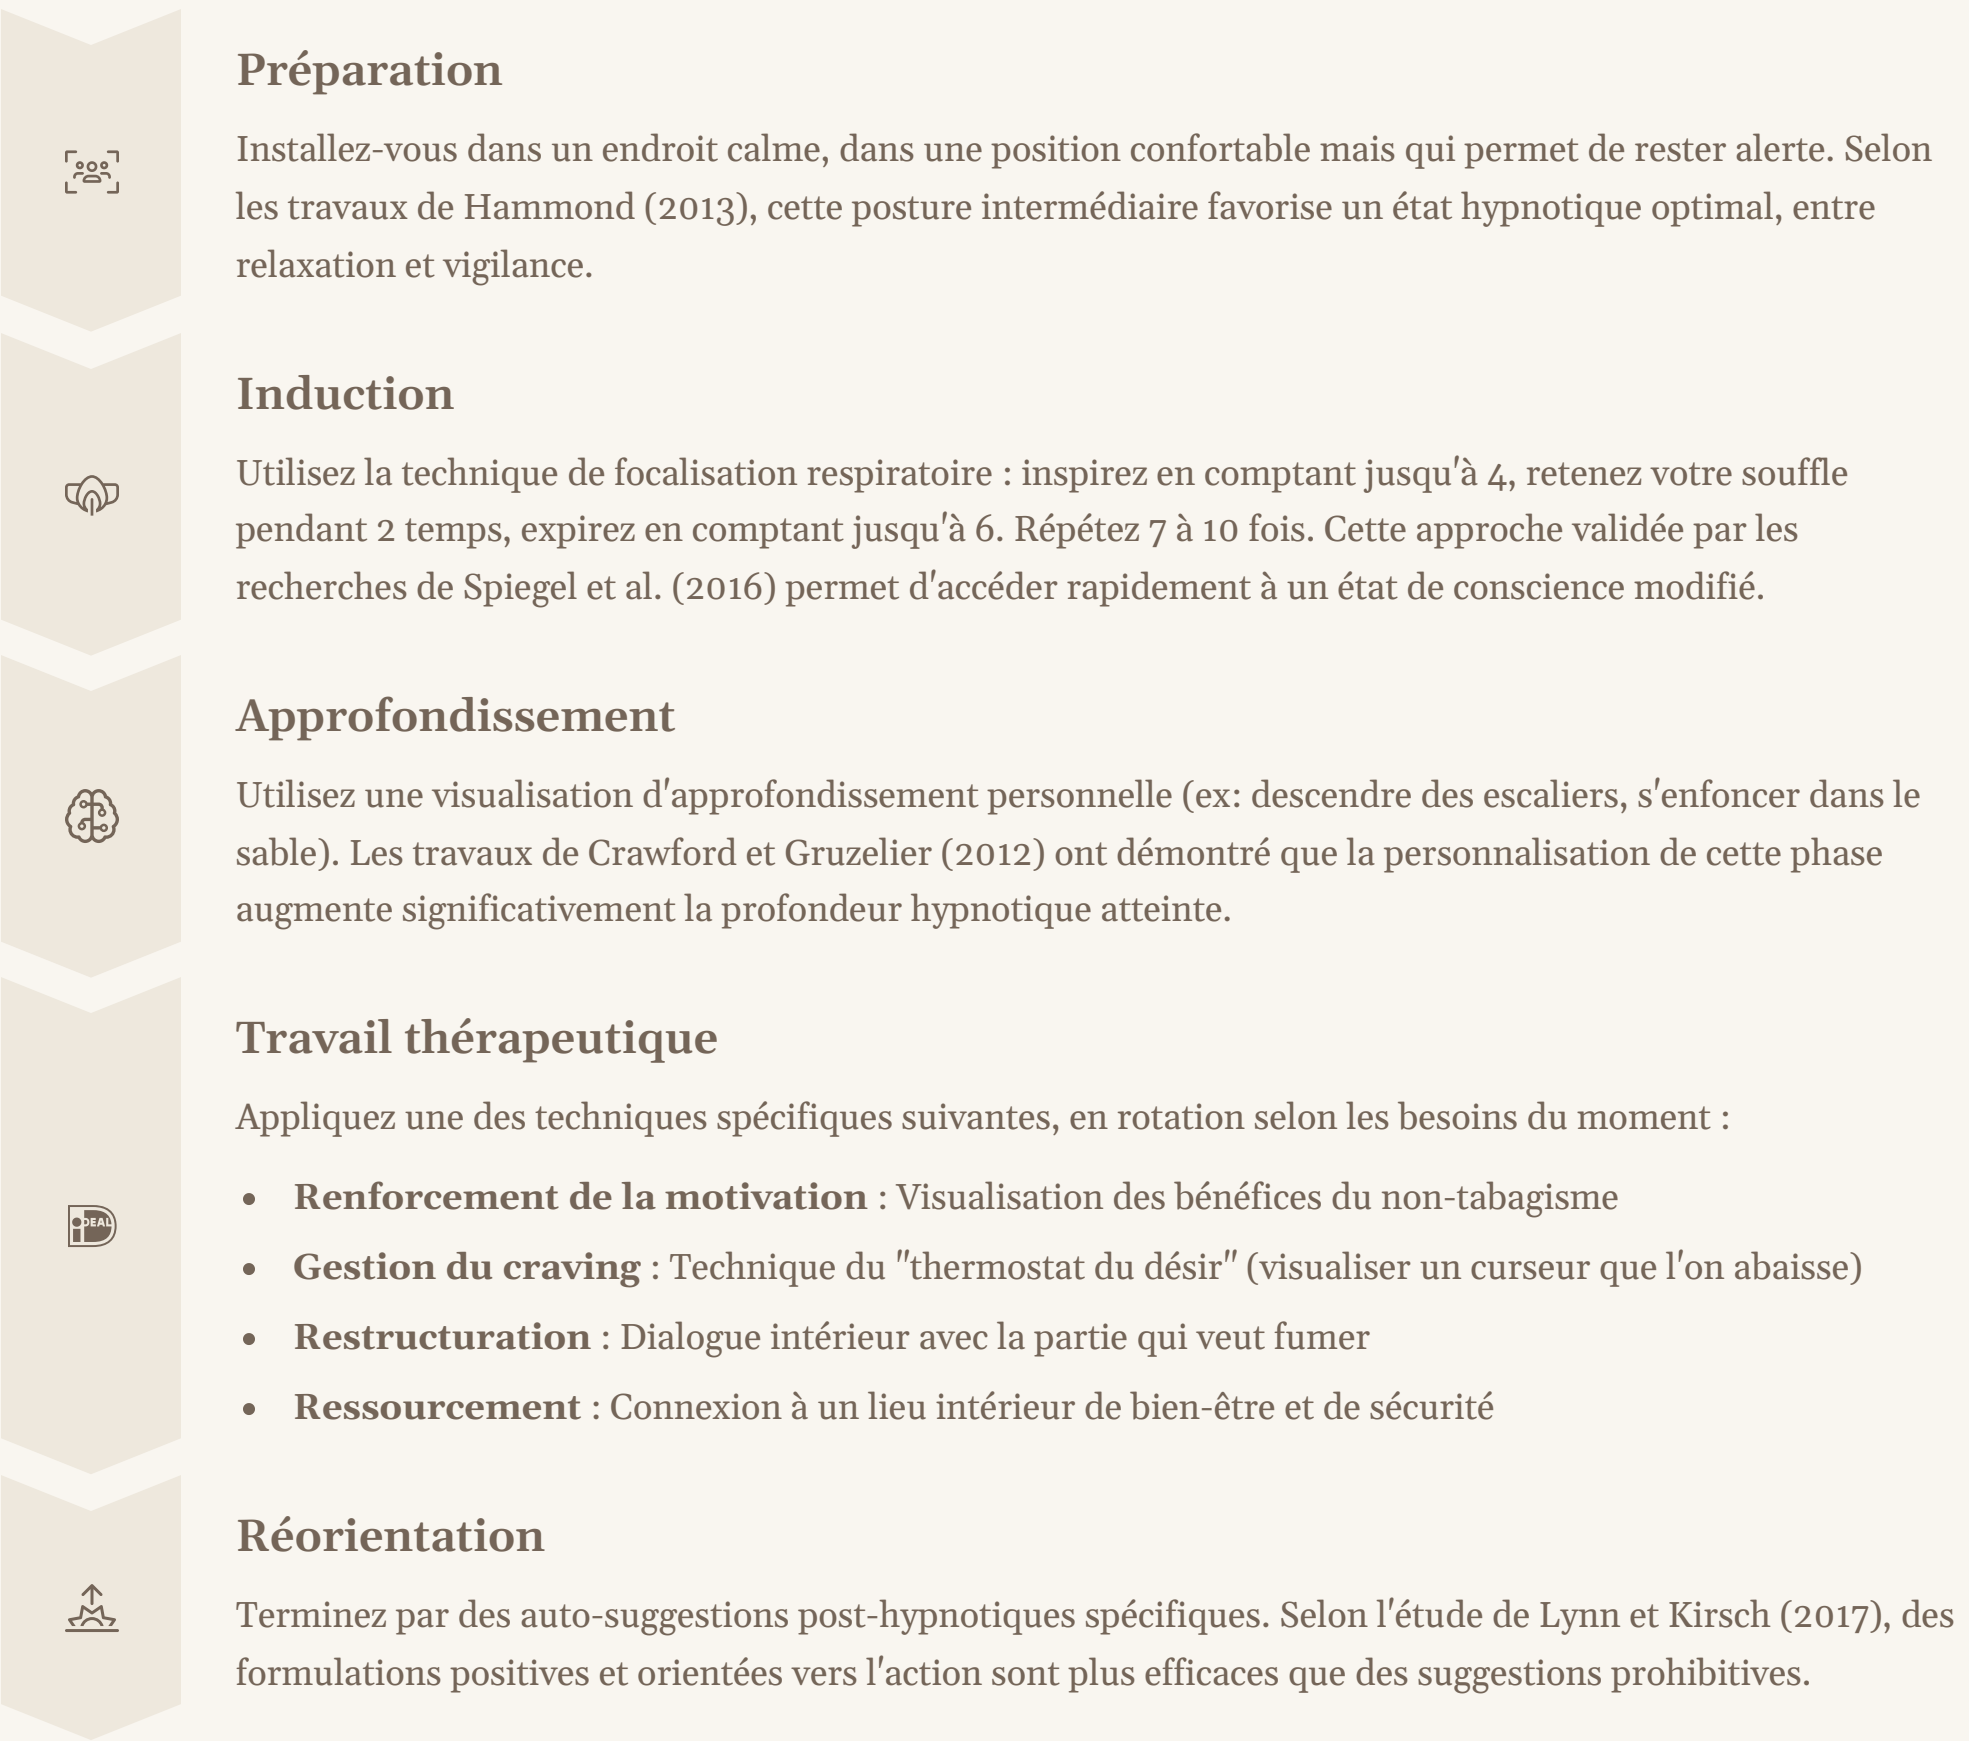 Préparation
Installez-vous dans un endroit calme, dans une position confortable mais qui permet de rester alerte. Selon
les travaux de Hammond (2013), cette posture intermédiaire favorise un état hypnotique optimal, entre
relaxation et vigilance.
Induction
Utilisez la technique de focalisation respiratoire : inspirez en comptant jusqu'à 4, retenez votre souffle
pendant 2 temps, expirez en comptant jusqu'à 6. Répétez 7 à 10 fois. Cette approche validée par les
recherches de Spiegel et al. (2016) permet d'accéder rapidement à un état de conscience modifié.
Approfondissement
Utilisez une visualisation d'approfondissement personnelle (ex: descendre des escaliers, s'enfoncer dans le
sable). Les travaux de Crawford et Gruzelier (2012) ont démontré que la personnalisation de cette phase
augmente significativement la profondeur hypnotique atteinte.
iDEAL
Travail thérapeutique
Appliquez une des techniques spécifiques suivantes, en rotation selon les besoins du moment :
• Renforcement de la motivation : Visualisation des bénéfices du non-tabagisme
• Gestion du craving : Technique du "thermostat du désir" (visualiser un curseur que l'on abaisse)
• Restructuration : Dialogue intérieur avec la partie qui veut fumer
• Ressourcement : Connexion à un lieu intérieur de bien-être et de sécurité
Réorientation
Terminez par des auto-suggestions post-hypnotiques spécifiques. Selon l'étude de Lynn et Kirsch (2017), des
formulations positives et orientées vers l'action sont plus efficaces que des suggestions prohibitives.